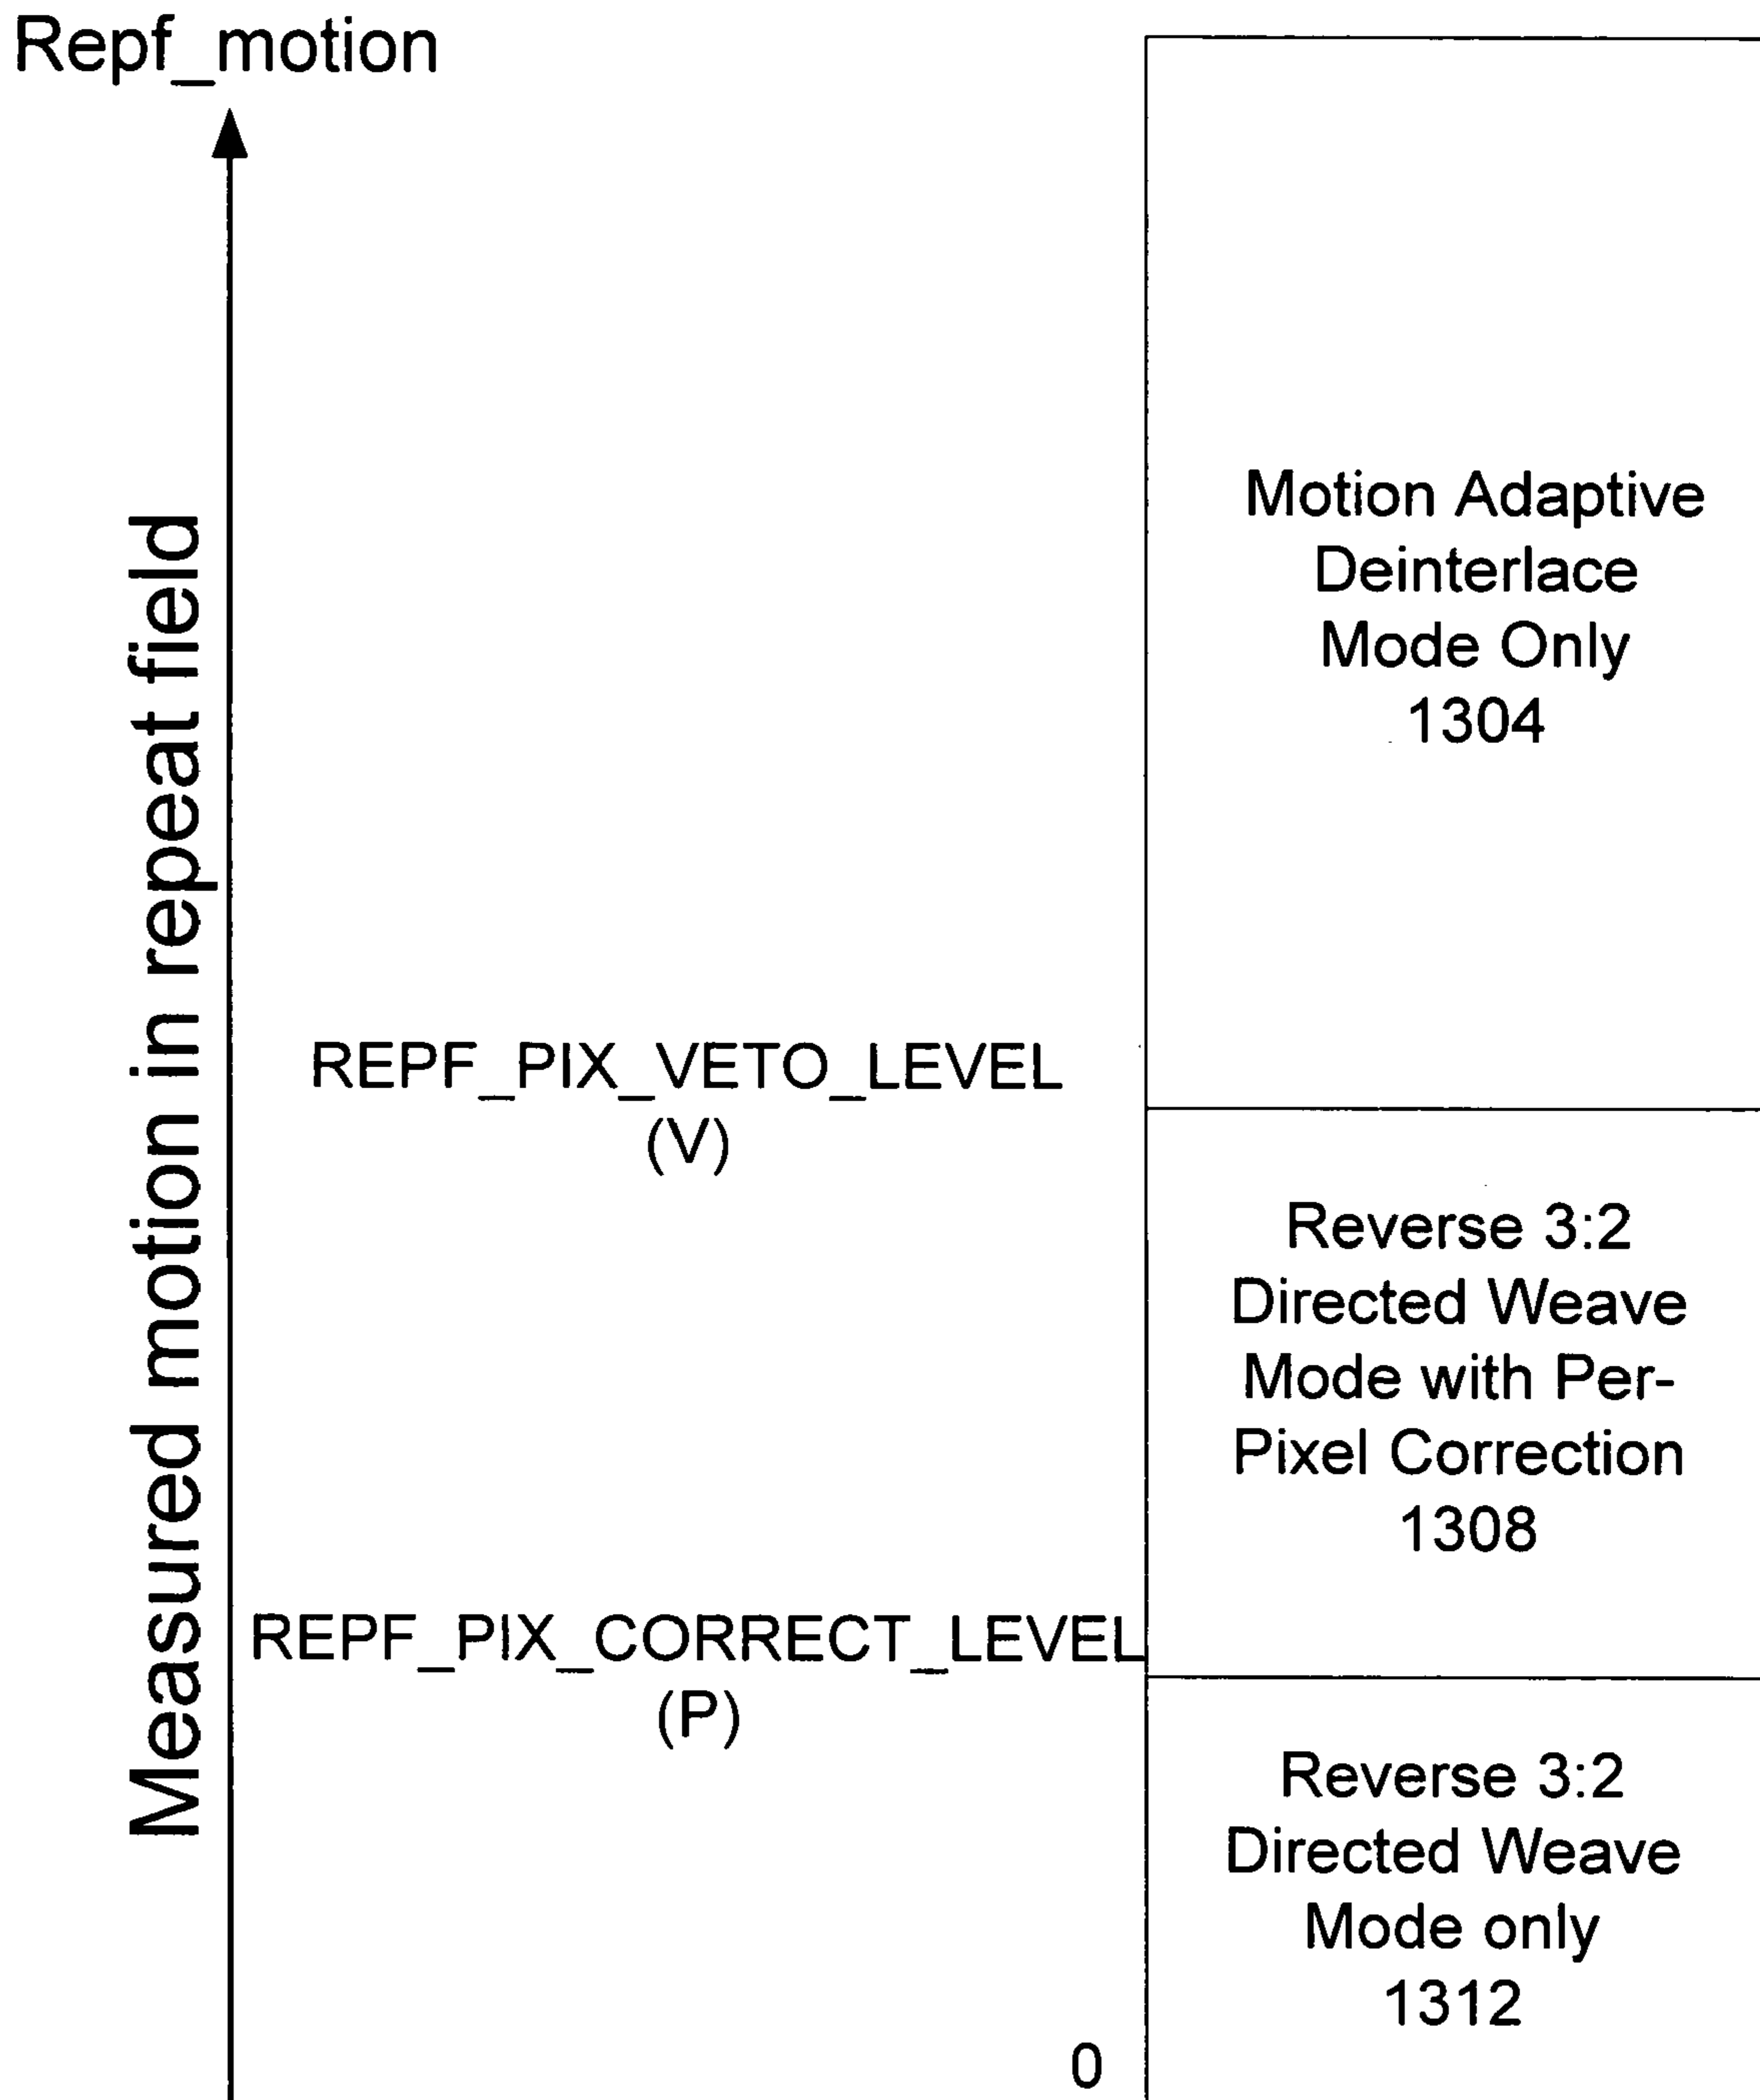 Repf_motion
Measured motion in repeat field
Motion Adaptive
Deinterlace
Mode Only
1304
REPF_PIX_VETO_LEVEL
(V)
Reverse 3:2
Directed Weave
Mode with Per-
Pixel Correction
1308
REPF_PIX_CORRECT_LEVEL
(P)
Reverse 3:2
Directed Weave
Mode only
1312
0